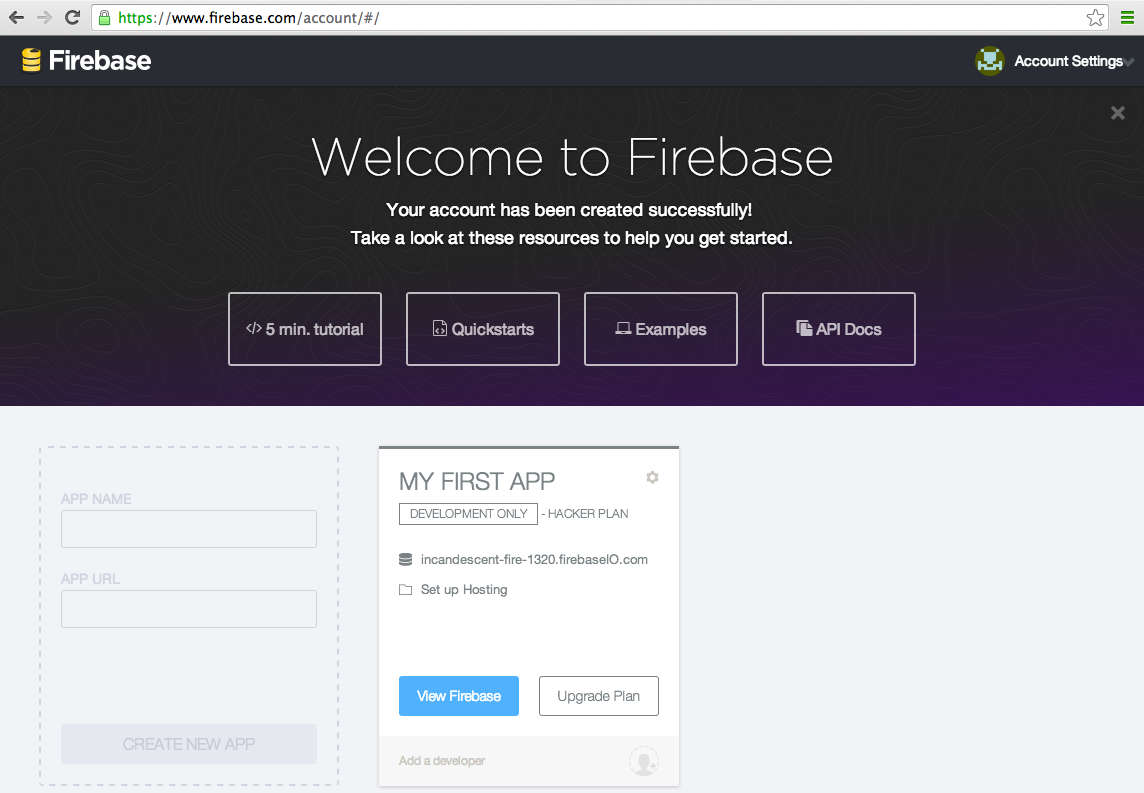 https://www.firebase.com/account/#/
Firebase
Account Settings
Welcome to Firebase
Your account has been created successfully!
Take a look at these resources to help you get started.
</> 5 min. tutorial
Quickstarts
Examples
API Docs
APP NAME
APP URL
CREATE NEW APP
MY FIRST APP
DEVELOPMENT ONLY - HACKER PLAN
incandescent-fire-1320.firebaseIO.com
Set up Hosting
View Firebase
Upgrade Plan
Add a developer